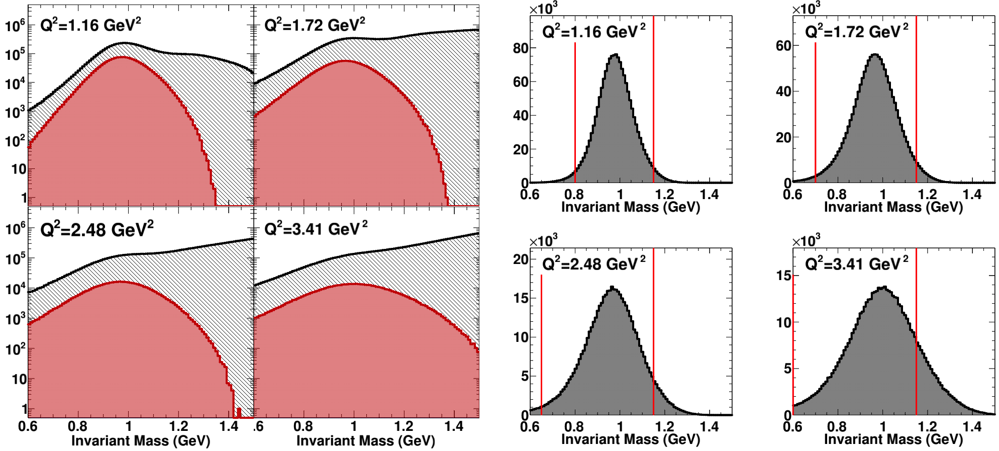 Q²=1.16 GeV²
Q²=1.72 GeV²
10⁶
10⁵
10⁴
10³
10²
10
1
Q²=2.48 GeV²
Q²=3.41 GeV²
10⁶
10⁵
10⁴
10³
10²
10
1
0.6 0.8 1 1.2 1.4 .6 0.8 1 1.2 1.4
Invariant Mass (GeV) Invariant Mass (GeV)
×10³
Q²=1.16 GeV²
80
60
40
20
0
0.6 0.8 1 1.2 1.4
Invariant Mass (GeV)
×10³
Q²=1.72 GeV²
60
40
20
0
0.6 0.8 1 1.2 1.4
Invariant Mass (GeV)
×10³
Q²=2.48 GeV²
20
15
10
5
0
0.6 0.8 1 1.2 1.4
Invariant Mass (GeV)
×10³
Q²=3.41 GeV²
15
10
5
0
0.6 0.8 1 1.2 1.4
Invariant Mass (GeV)